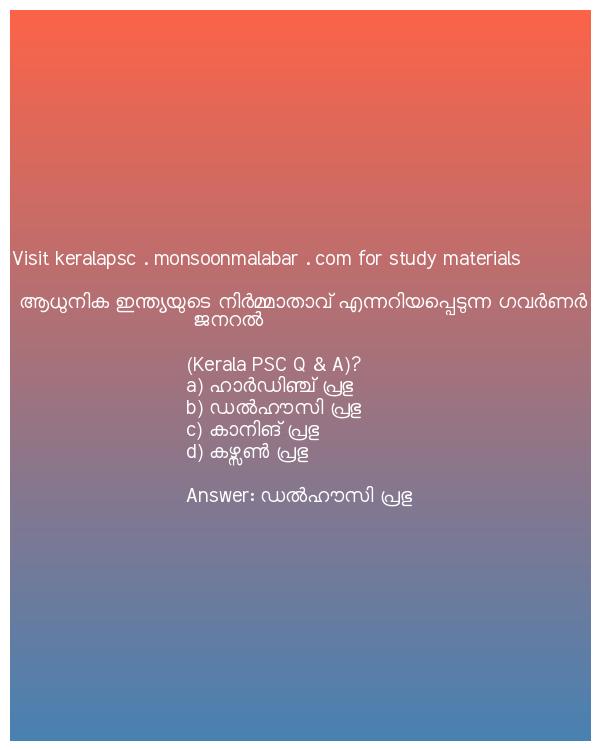 Visit keralapsc . monsoonmalabar . com for study materials
ആധുനിക ഇന്ത്യയുടെ നിർമ്മാതാവ് എന്നറിയപ്പെടുന്ന ഗവർണർ
ജനറൽ
(Kerala PSC Q & A)?
a) ഹാർഡിഞ്ച് പ്രഭു
b) ഡൽഹൗസി പ്രഭു
c) കാനിങ് പ്രഭു
d) കഴ്സൺ പ്രഭു
Answer: ഡൽഹൗസി പ്രഭു